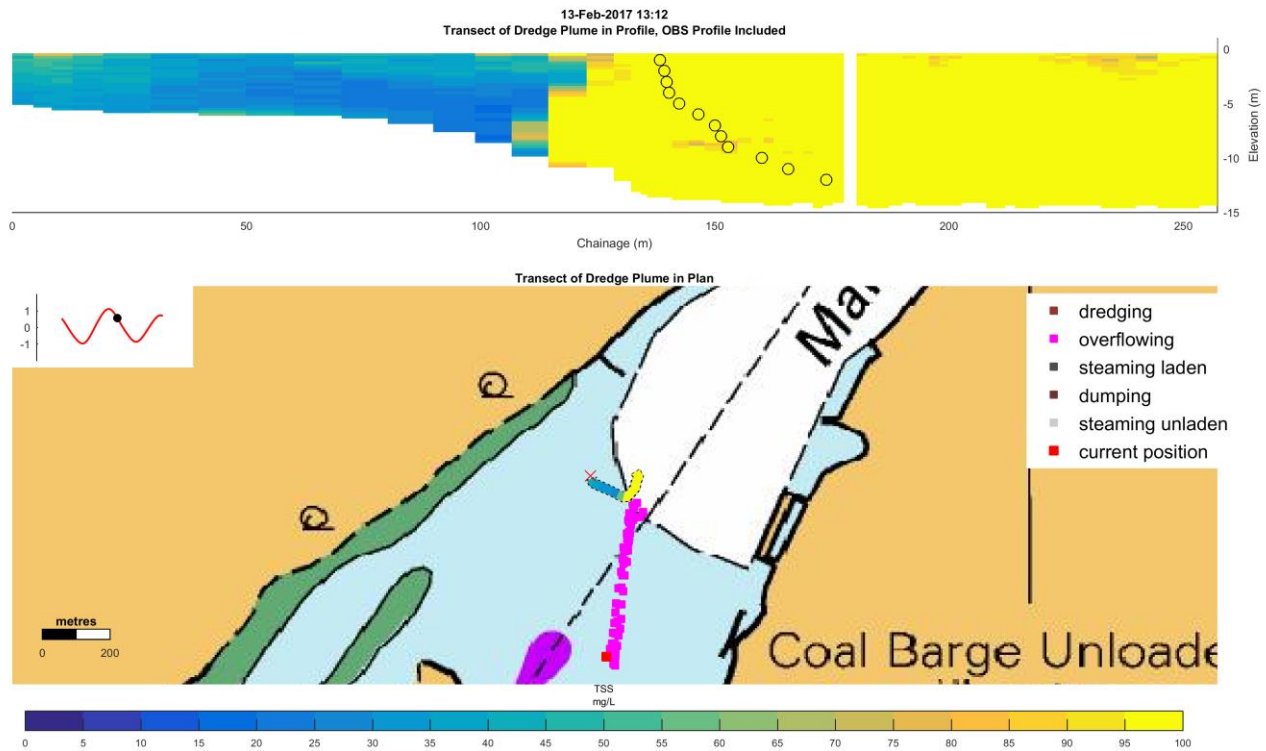 13-Feb-2017 13:12
Transect of Dredge Plume in Profile, OBS Profile Included
0
-5
-10
-15
Elevation (m)
0 50 100 150 200 250
Chainage (m)
Transect of Dredge Plume in Plan
1
0
-1
Mai
dredging
overflowing
steaming laden
dumping
steaming unladen
current position
metres
0 200
Coal Barge Unloade
TSS
mg/L
0 5 10 15 20 25 30 35 40 45 50 55 60 65 70 75 80 85 90 95 100